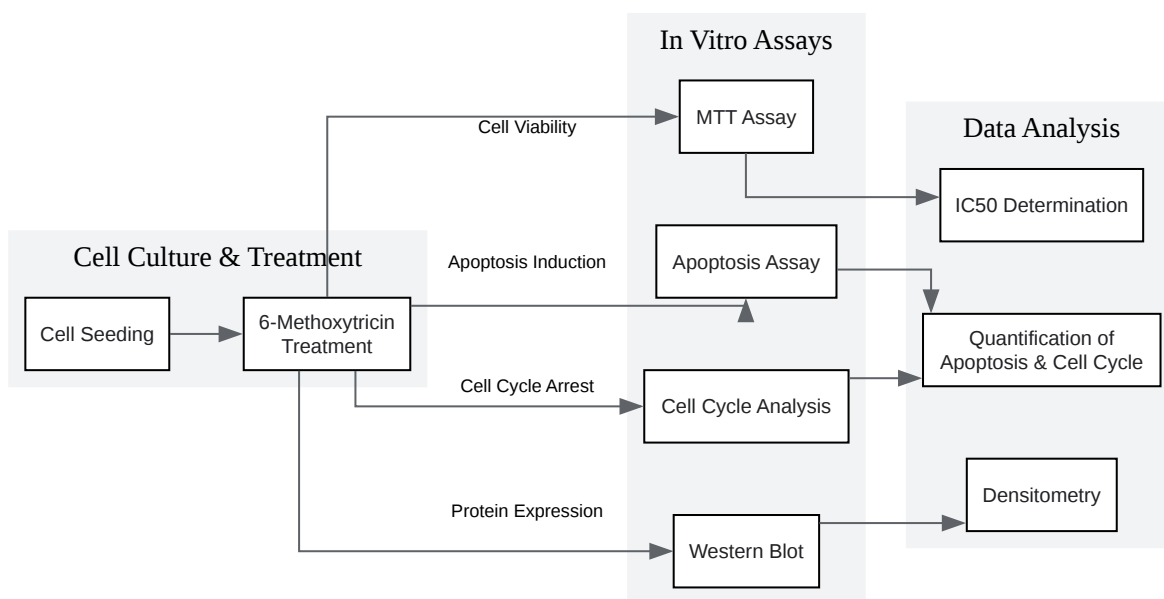 In Vitro Assays
MTT Assay
Cell Viability
Data Analysis
IC50 Determination
Cell Culture & Treatment
Apoptosis Induction
Apoptosis Assay
Cell Seeding
6-Methoxytricin
Treatment
Quantification of
Apoptosis & Cell Cycle
Cell Cycle Arrest
Cell Cycle Analysis
Densitometry
Protein Expression
Western Blot